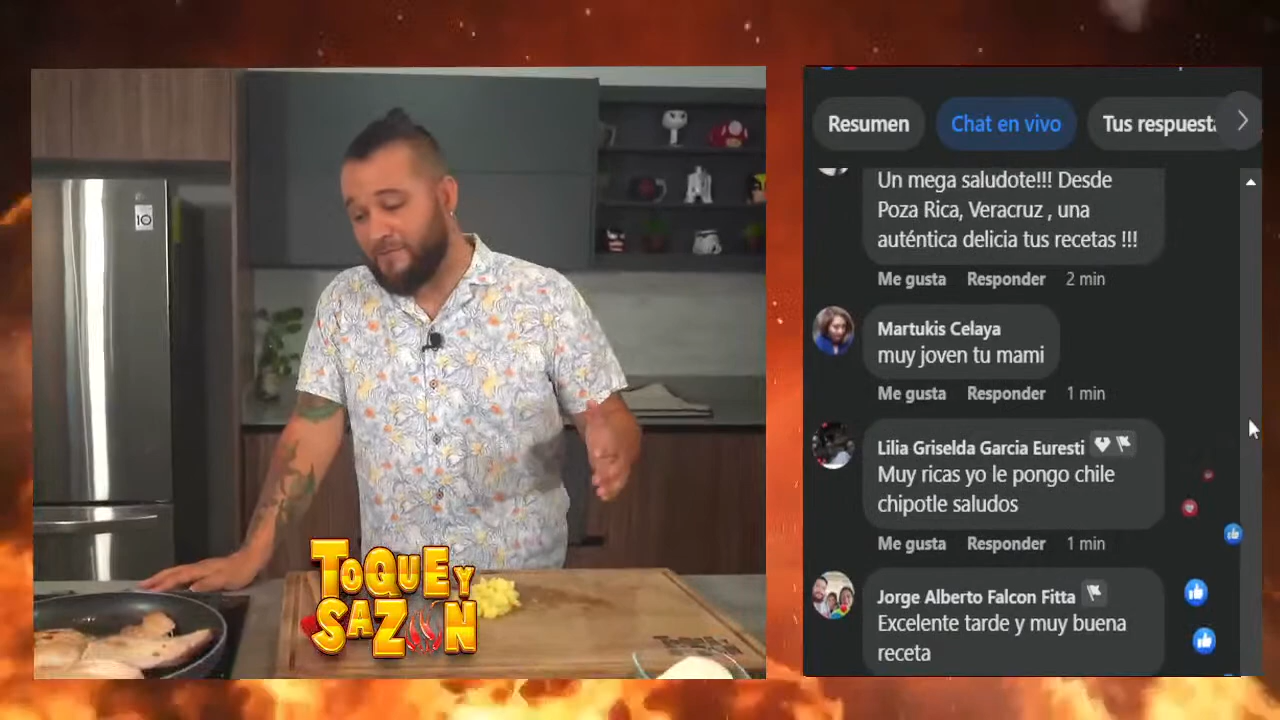 10
TOQUE Y
SAZÓN
Resumen
Chat en vivo
Tus respuest
Un mega saludote!!! Desde
Poza Rica, Veracruz , una
auténtica delicia tus recetas !!!
Me gusta Responder 2 min
Martukis Celaya
muy joven tu mami
Me gusta Responder 1 min
Lilia Griselda Garcia Euresti
Muy ricas yo le pongo chile
chipotle saludos
Me gusta Responder 1 min
Jorge Alberto Falcon Fitta
Excelente tarde y muy buena
receta